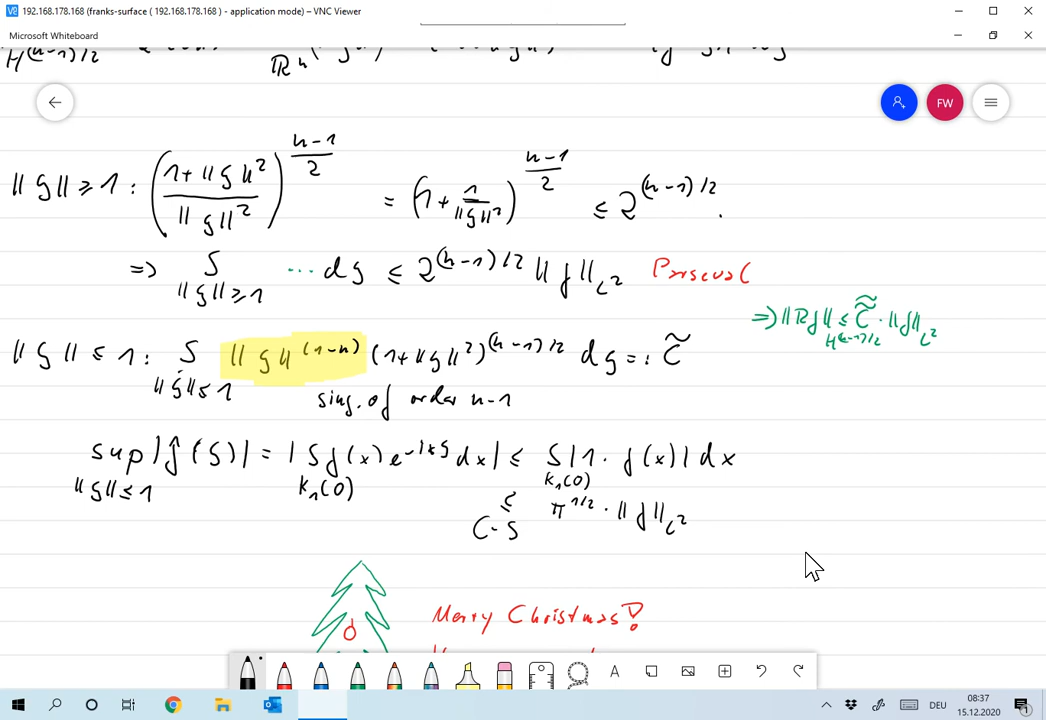 192.168.178.168 (franks-surface ( 192.168.178.168 ) - application mode) – VNC Viewer
Microsoft Whiteboard
FW
||ξ|| ≥ 1 : ((1+||ξ||²)/||ξ||²)^((n-1)/2) = (1+1/||ξ||²)^((n-1)/2) ≤ 2^((n-1)/2) .
=> ∫_{||ξ||≥1} ... dξ ≤ 2^((n-1)/2) ||f||_{L²} Parseval
=> ||Rf||_{H^((n-1)/2)} ≤ C̃̃ · ||f||_{L²}
||ξ|| ≤ 1 : ∫_{||ξ||≤1} ||ξ||^(1-n) (1+||ξ||²)^((n-1)/2) dξ =: C̃
sing. of order n-1
sup_{||ξ||≤1} |f̂(ξ)| = |∫_{K₁(0)} f(x) e^{-ixξ} dx| ≤ ∫_{K₁(0)} |1 · f(x)| dx
≤ C-S π^{1/2} · ||f||_{L²}
Merry Christmas!
A
DEU
08:37
15.12.2020